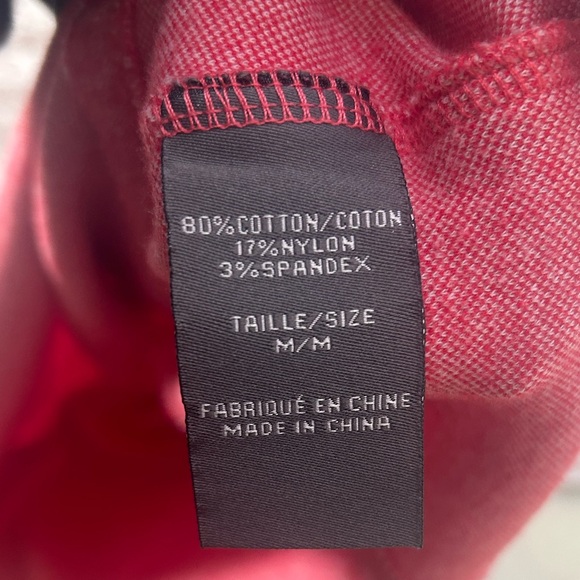 80%COTTON/COTON
17%NYLON
3%SPANDEX
TAILLE/SIZE
M/M
FABRIQUÉ EN CHINE
MADE IN CHINA